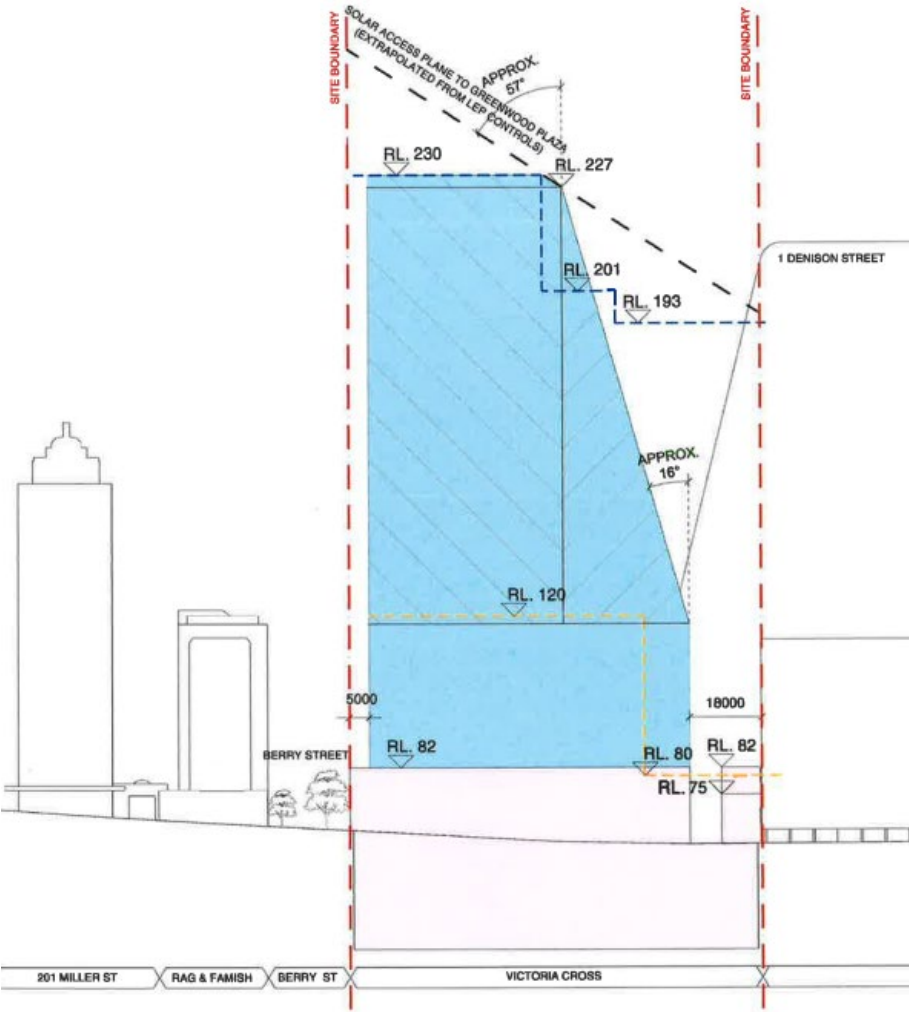 SITE BOUNDARY
SOLAR ACCESS PLANE TO GREENWOOD PLAZA
(EXTRAPOLATED FROM LEP CONTROLS)
APPROX.
57°
SITE BOUNDARY
RL. 230
RL. 227
1 DENISON STREET
RL. 201
RL. 193
APPROX.
16°
RL. 120
5000
18000
BERRY STREET
RL. 82
RL. 80
RL. 82
RL. 75
201 MILLER ST
RAG & FAMISH
BERRY ST
VICTORIA CROSS